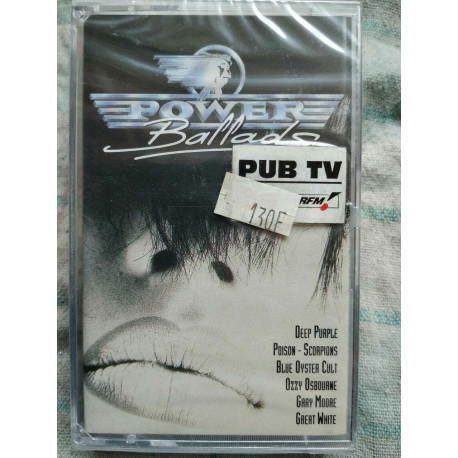 POWER
Ballads
PUB TV
RFM!
130F
DEEP PURPLE
POISON - SCORPIONS
BLUE OYSTER CULT
OZZY OSBOURNE
GARY MOORE
GREAT WHITE